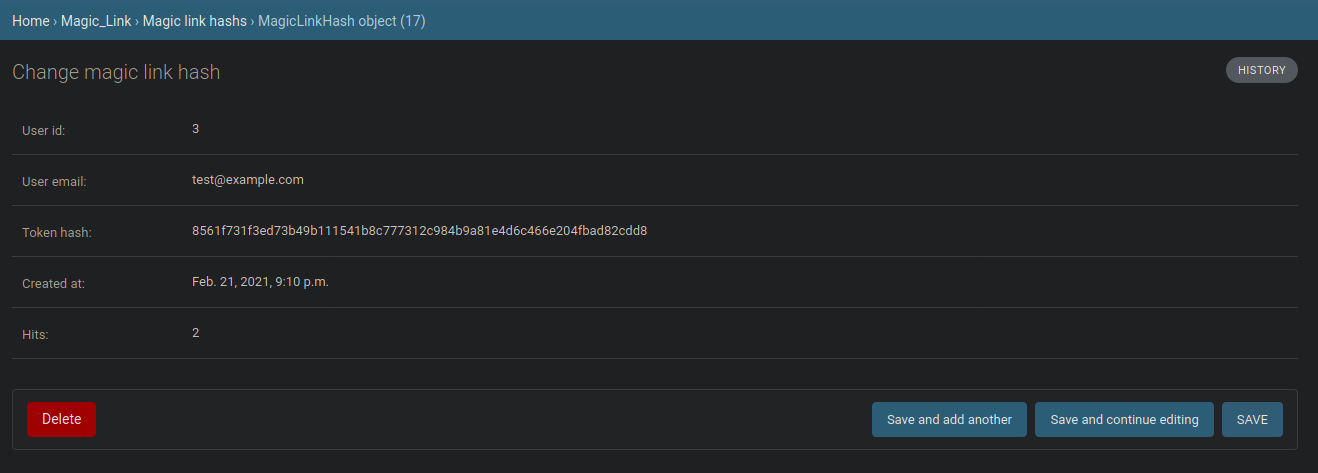 Home › Magic_Link › Magic link hashs › MagicLinkHash object (17)
Change magic link hash
HISTORY
User id: 3
User email: test@example.com
Token hash: 8561f731f3ed73b49b111541b8c777312c984b9a81e4d6c466e204fbad82cdd8
Created at: Feb. 21, 2021, 9:10 p.m.
Hits: 2
Delete Save and add another Save and continue editing SAVE